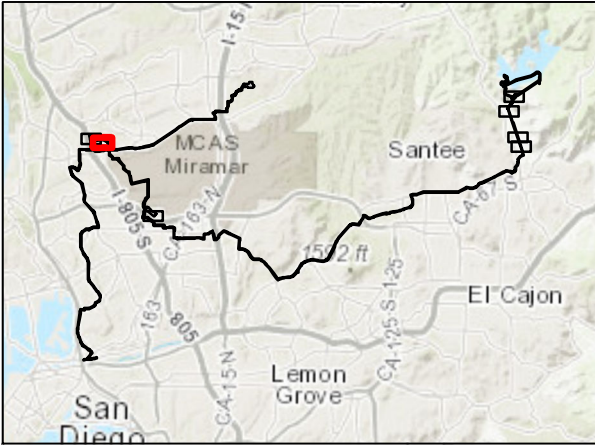 I-15 N
MCAS
Miramar
Santee
CA-67 S
I-805 S
CA-163-N
1592 ft
CA-125-S-125
El Cajon
163
805
CA-15-N
Lemon
Grove
San
Diego